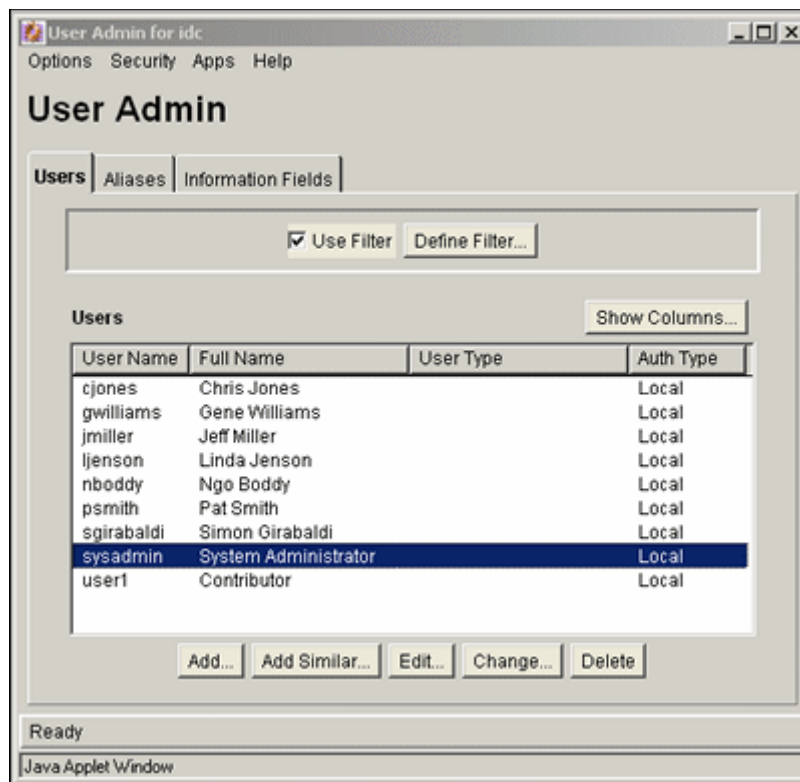 User Admin for idc
Options Security Apps Help
User Admin
Users Aliases Information Fields
Use Filter Define Filter...
Users Show Columns...
User Name Full Name User Type Auth Type
cjones Chris Jones Local
gwilliams Gene Williams Local
jmiller Jeff Miller Local
ljenson Linda Jenson Local
nboddy Ngo Boddy Local
psmith Pat Smith Local
sgirabaldi Simon Girabaldi Local
sysadmin System Administrator Local
user1 Contributor Local
Add... Add Similar... Edit... Change... Delete
Ready
Java Applet Window